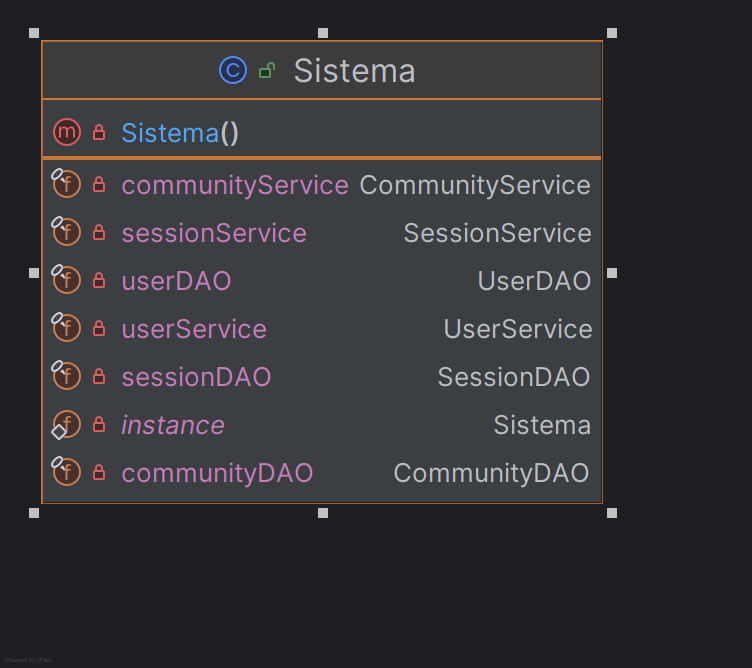 Sistema
Sistema()
communityService CommunityService
sessionService SessionService
userDAO UserDAO
userService UserService
sessionDAO SessionDAO
instance Sistema
communityDAO CommunityDAO
Powered by yFiles